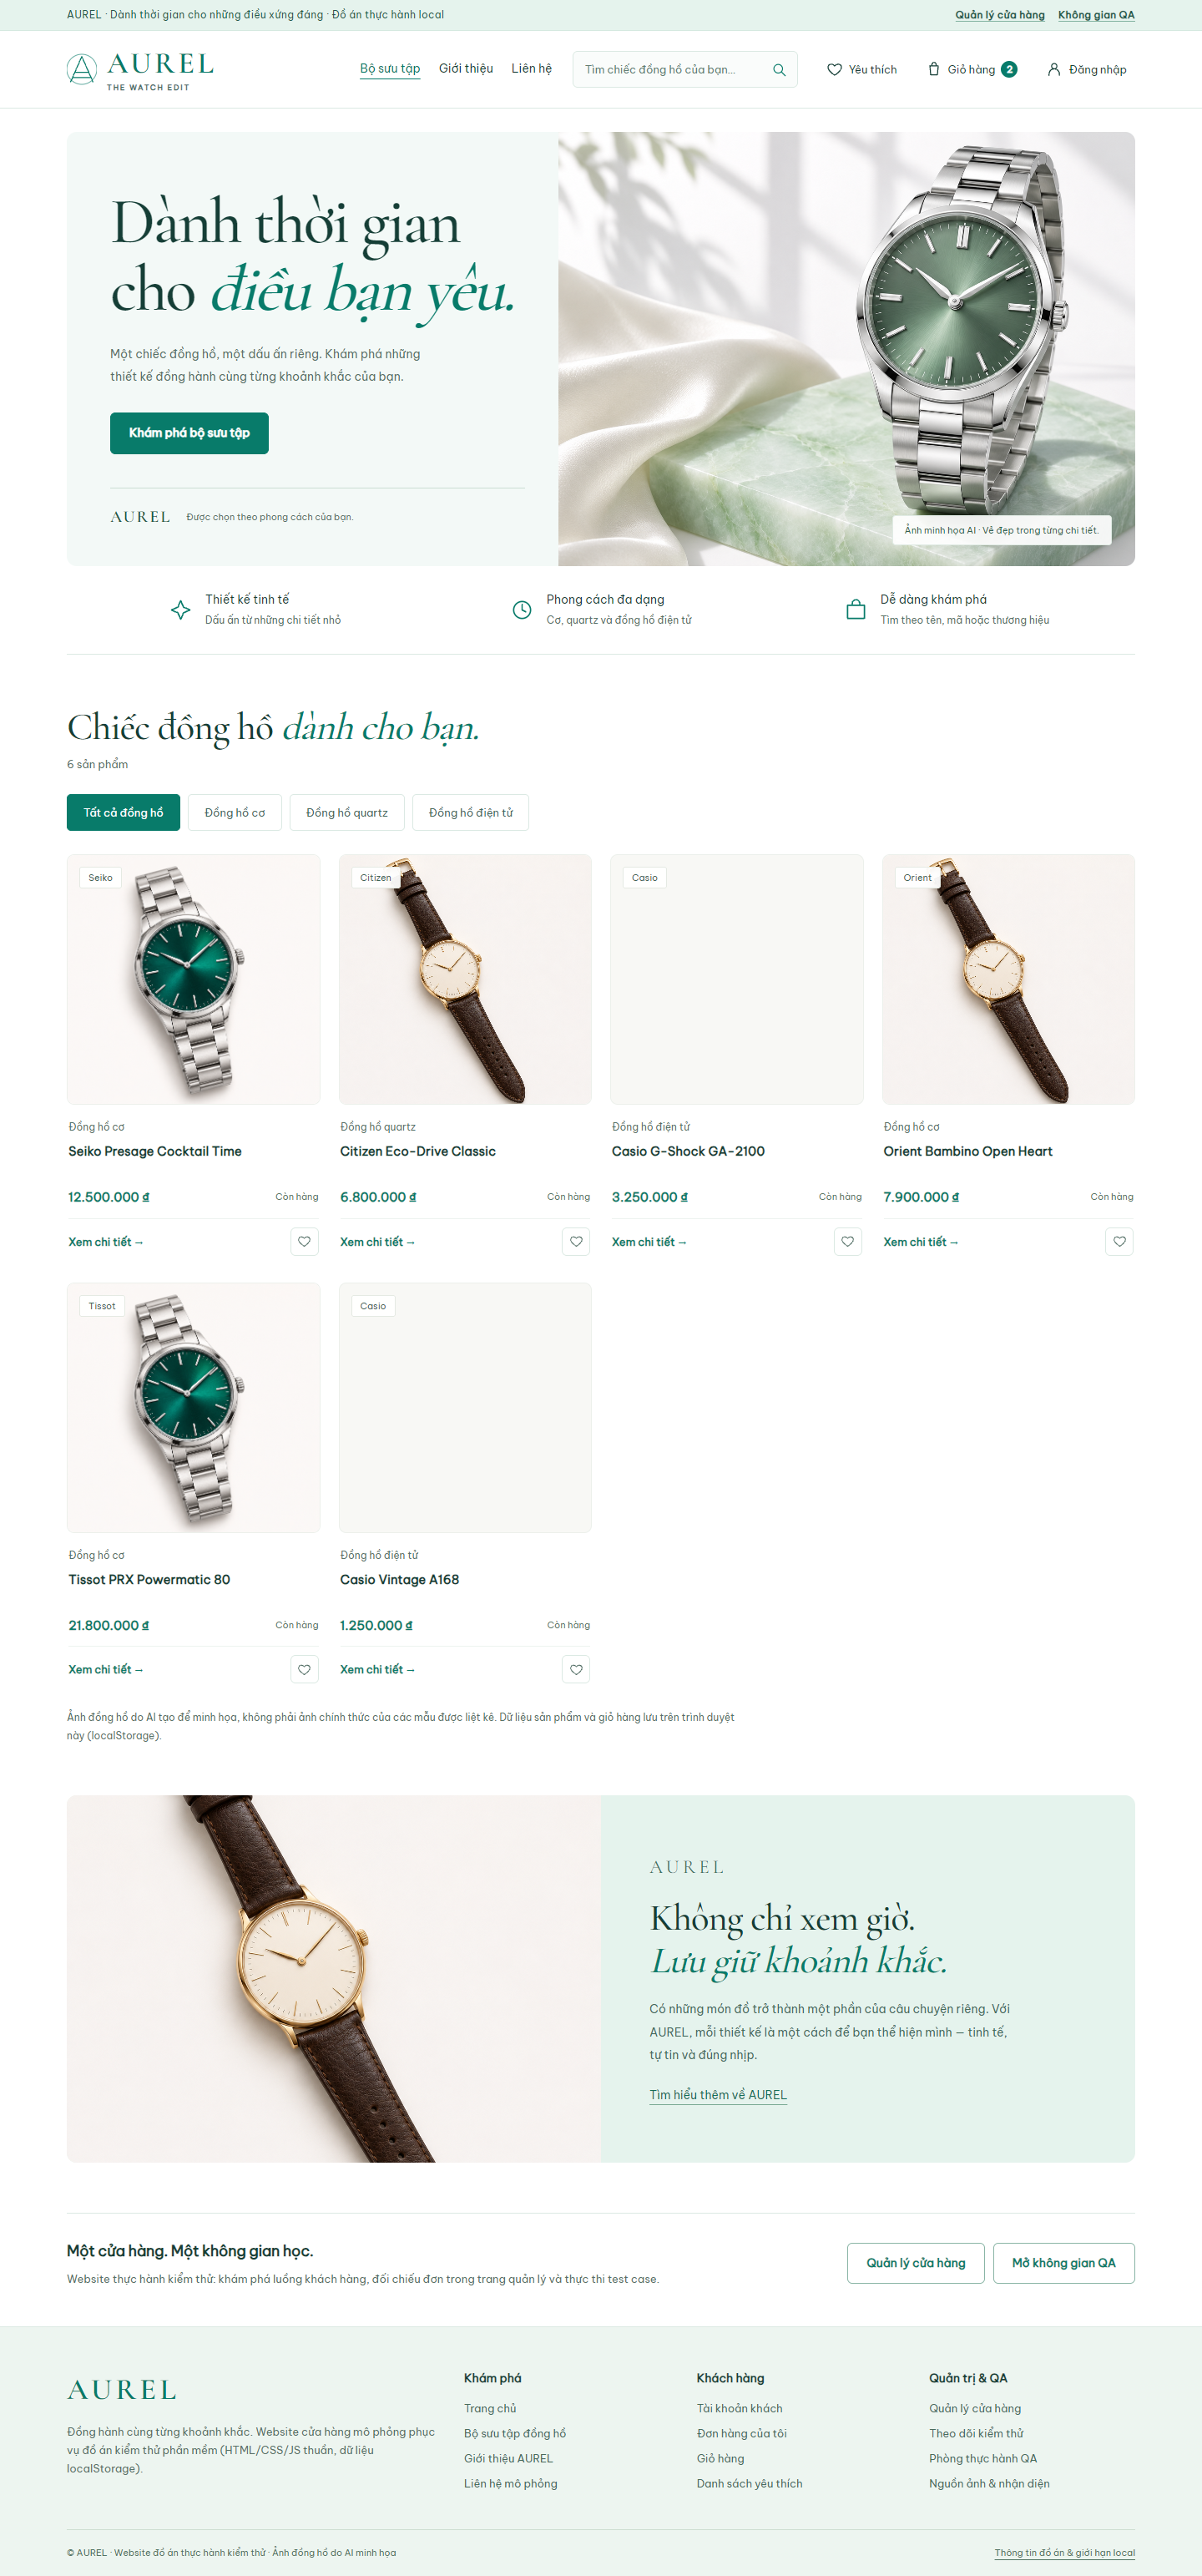 AUREL · Dành thời gian cho những điều xứng đáng · Đồ án thực hành local
Quản lý cửa hàng Không gian QA
AUREL
THE WATCH EDIT
Bộ sưu tập Giới thiệu Liên hệ
Tìm chiếc đồng hồ của bạn...
Yêu thích Giỏ hàng 2 Đăng nhập
Dành thời gian
cho điều bạn yêu.
Một chiếc đồng hồ, một dấu ấn riêng. Khám phá những
thiết kế đồng hành cùng từng khoảnh khắc của bạn.
Khám phá bộ sưu tập
AUREL Được chọn theo phong cách của bạn.
Ảnh minh họa AI · Vẻ đẹp trong từng chi tiết.
Thiết kế tinh tế
Dấu ấn từ những chi tiết nhỏ
Phong cách đa dạng
Cơ, quartz và đồng hồ điện tử
Dễ dàng khám phá
Tìm theo tên, mã hoặc thương hiệu
Chiếc đồng hồ dành cho bạn.
6 sản phẩm
Tất cả đồng hồ Đồng hồ cơ Đồng hồ quartz Đồng hồ điện tử
Seiko
Đồng hồ cơ
Seiko Presage Cocktail Time
12.500.000 ₫ Còn hàng
Xem chi tiết →
Citizen
Đồng hồ quartz
Citizen Eco-Drive Classic
6.800.000 ₫ Còn hàng
Xem chi tiết →
Casio
Đồng hồ điện tử
Casio G-Shock GA-2100
3.250.000 ₫ Còn hàng
Xem chi tiết →
Orient
Đồng hồ cơ
Orient Bambino Open Heart
7.900.000 ₫ Còn hàng
Xem chi tiết →
Tissot
Đồng hồ cơ
Tissot PRX Powermatic 80
21.800.000 ₫ Còn hàng
Xem chi tiết →
Casio
Đồng hồ điện tử
Casio Vintage A168
1.250.000 ₫ Còn hàng
Xem chi tiết →
Ảnh đồng hồ do AI tạo để minh họa, không phải ảnh chính thức của các mẫu được liệt kê. Dữ liệu sản phẩm và giỏ hàng lưu trên trình duyệt
này (localStorage).
AUREL
Không chỉ xem giờ.
Lưu giữ khoảnh khắc.
Có những món đồ trở thành một phần của câu chuyện riêng. Với
AUREL, mỗi thiết kế là một cách để bạn thể hiện mình — tinh tế,
tự tin và đúng nhịp.
Tìm hiểu thêm về AUREL
Một cửa hàng. Một không gian học.
Website thực hành kiểm thử: khám phá luồng khách hàng, đối chiếu đơn trong trang quản lý và thực thi test case.
Quản lý cửa hàng Mở không gian QA
AUREL
Đồng hành cùng từng khoảnh khắc. Website cửa hàng mô phỏng phục
vụ đồ án kiểm thử phần mềm (HTML/CSS/JS thuần, dữ liệu
localStorage).
Khám phá
Trang chủ
Bộ sưu tập đồng hồ
Giới thiệu AUREL
Liên hệ mô phỏng
Khách hàng
Tài khoản khách
Đơn hàng của tôi
Giỏ hàng
Danh sách yêu thích
Quản trị & QA
Quản lý cửa hàng
Theo dõi kiểm thử
Phòng thực hành QA
Nguồn ảnh & nhận diện
© AUREL · Website đồ án thực hành kiểm thử · Ảnh đồng hồ do AI minh họa
Thông tin đồ án & giới hạn local